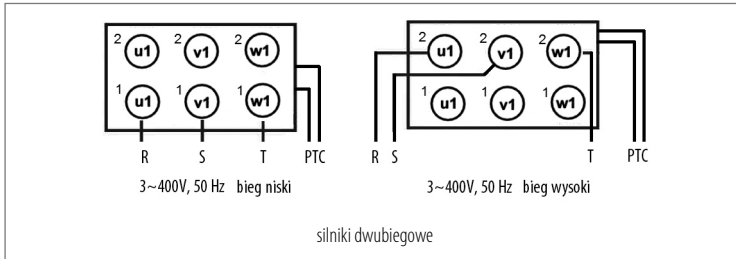 2 u1 2 v1 2 w1
1 u1 1 v1 1 w1
R S T PTC
3~400V, 50 Hz bieg niski
2 u1 2 v1 2 w1
1 u1 1 v1 1 w1
R S T PTC
3~400V, 50 Hz bieg wysoki
silniki dwubiegowe